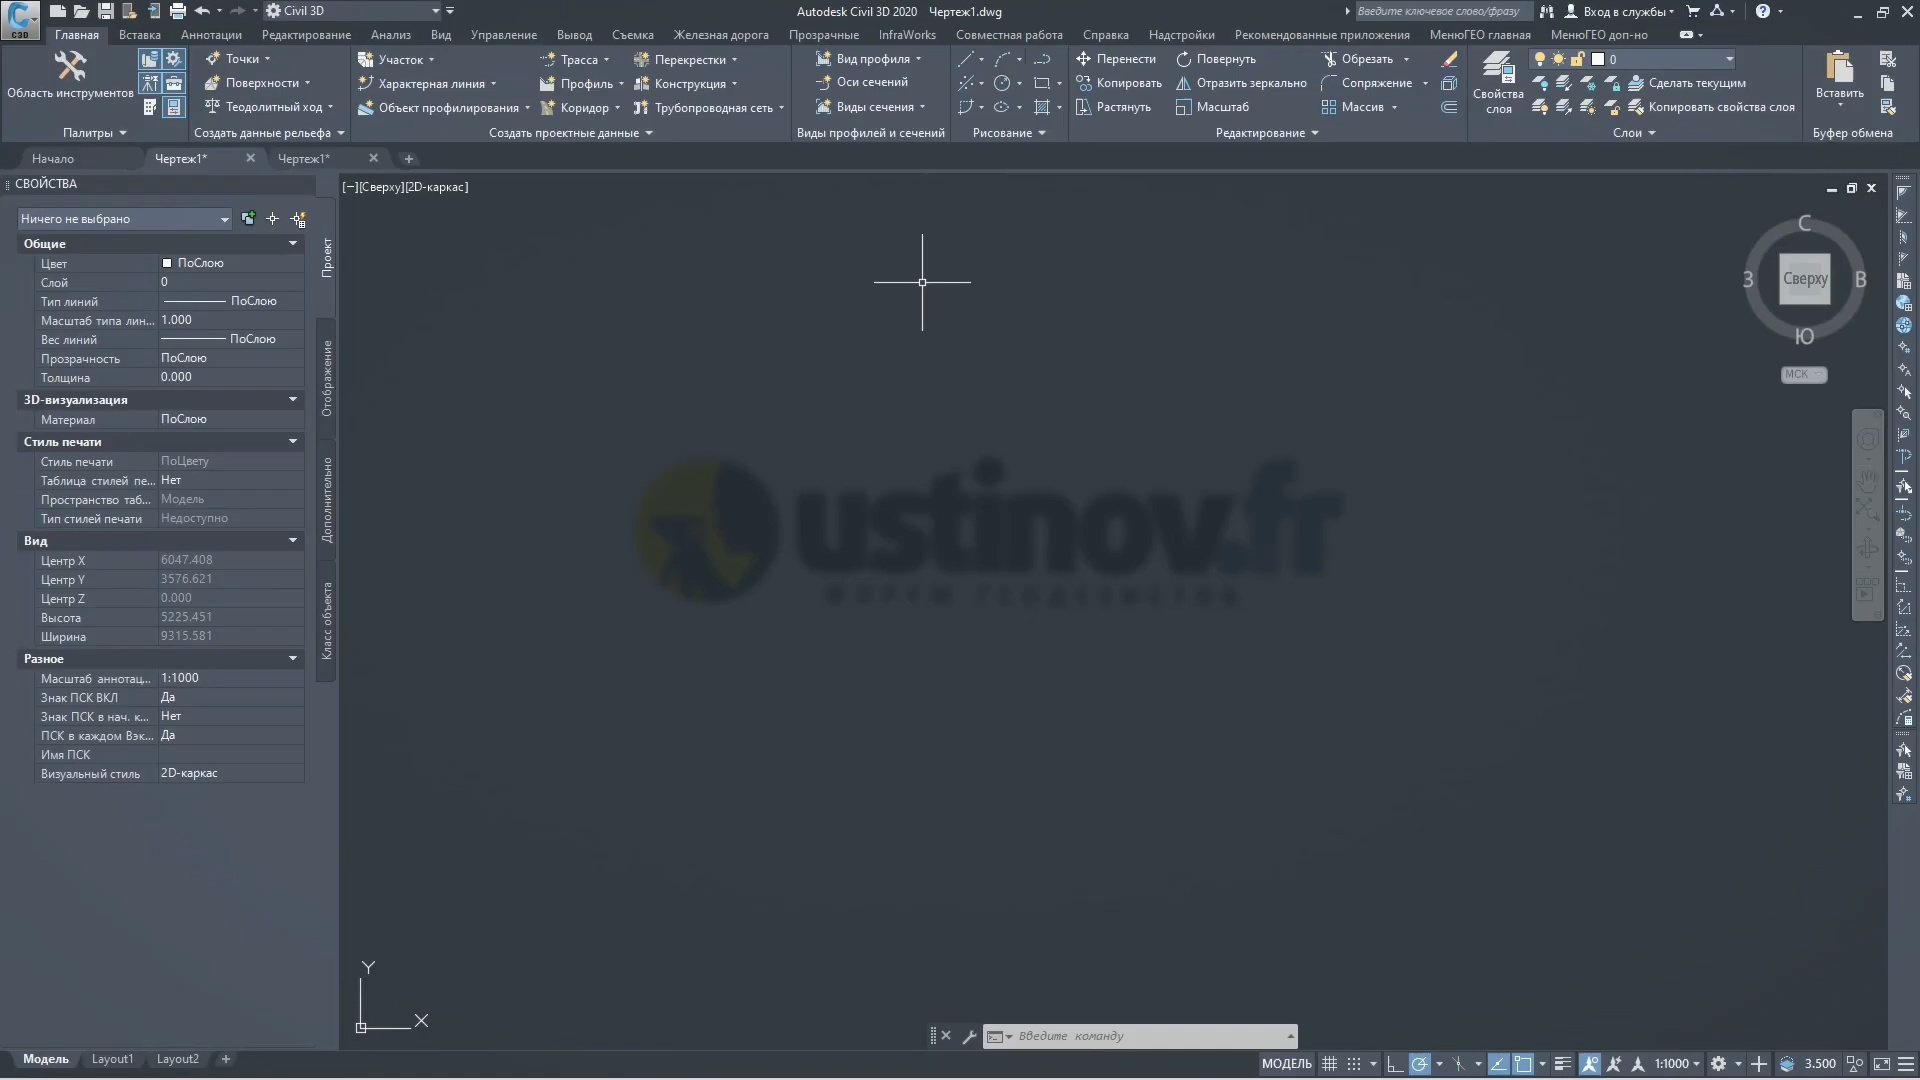 Civil 3D
Autodesk Civil 3D 2020 Чертеж1.dwg
Введите ключевое слово/фразу
Вход в службы
C3D
Главная Вставка Аннотации Редактирование Анализ Вид Управление Вывод Съемка Железная дорога Прозрачные InfraWorks Совместная работа Справка Надстройки Рекомендованные приложения МенюГЕО главная МенюГЕО доп-но
Область инструментов
Палитры
Точки
Поверхности
Теодолитный ход
Создать данные рельефа
Участок Трасса Перекрестки
Характерная линия Профиль Конструкция
Объект профилирования Коридор Трубопроводная сеть
Создать проектные данные
Вид профиля
Оси сечений
Виды сечения
Виды профилей и сечений
Рисование
Перенести Повернуть Обрезать
Копировать Отразить зеркально Сопряжение
Растянуть Масштаб Массив
Редактирование
Свойства слоя
0
Сделать текущим
Копировать свойства слоя
Слои
Вставить
Буфер обмена
Начало Чертеж1* Чертеж1*
СВОЙСТВА
Ничего не выбрано
Общие
Цвет ПоСлою
Слой 0
Тип линий ПоСлою
Масштаб типа лин... 1.000
Вес линий ПоСлою
Прозрачность ПоСлою
Толщина 0.000
3D-визуализация
Материал ПоСлою
Стиль печати
Стиль печати ПоЦвету
Таблица стилей пе... Нет
Пространство таб... Модель
Тип стилей печати Недоступно
Вид
Центр X 6047.408
Центр Y 3576.621
Центр Z 0.000
Высота 5225.451
Ширина 9315.581
Разное
Масштаб аннотац... 1:1000
Знак ПСК ВКЛ Да
Знак ПСК в нач. к... Нет
ПСК в каждом Вэк... Да
Имя ПСК
Визуальный стиль 2D-каркас
Проект
Отображение
Дополнительно
Класс объекта
[−][Сверху][2D-каркас]
С
З Сверху В
Ю
МСК
ustinov.fr
ФОРУМ ГЕОДЕЗИСТОВ
Y
X
Введите команду
Модель Layout1 Layout2
МОДЕЛЬ
1:1000
3.500